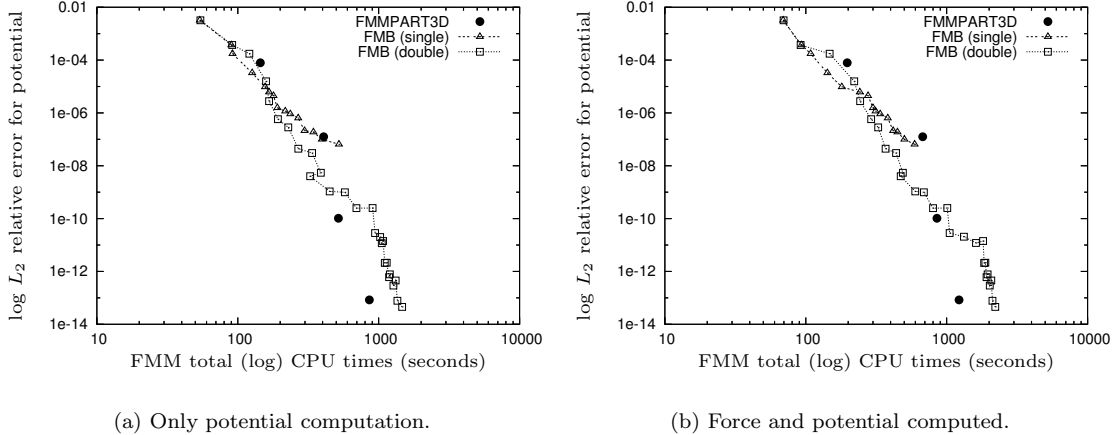 log L2 relative error for potential
0.01
1e-04
1e-06
1e-08
1e-10
1e-12
1e-14
10
100
1000
10000
FMM total (log) CPU times (seconds)
FMMPART3D
FMB (single)
FMB (double)
(a) Only potential computation.
log L2 relative error for potential
0.01
1e-04
1e-06
1e-08
1e-10
1e-12
1e-14
10
100
1000
10000
FMM total (log) CPU times (seconds)
FMMPART3D
FMB (single)
FMB (double)
(b) Force and potential computed.